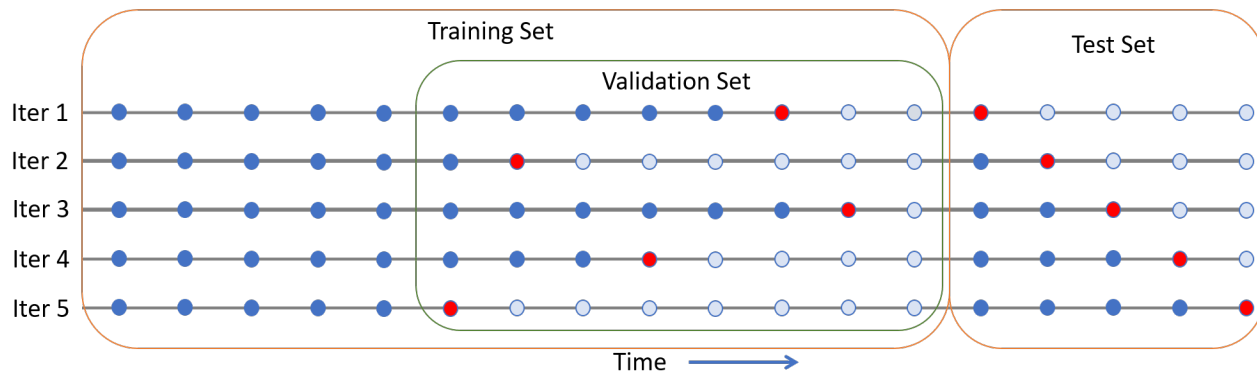 Training Set
Test Set
Validation Set
Iter 1
Iter 2
Iter 3
Iter 4
Iter 5
Time